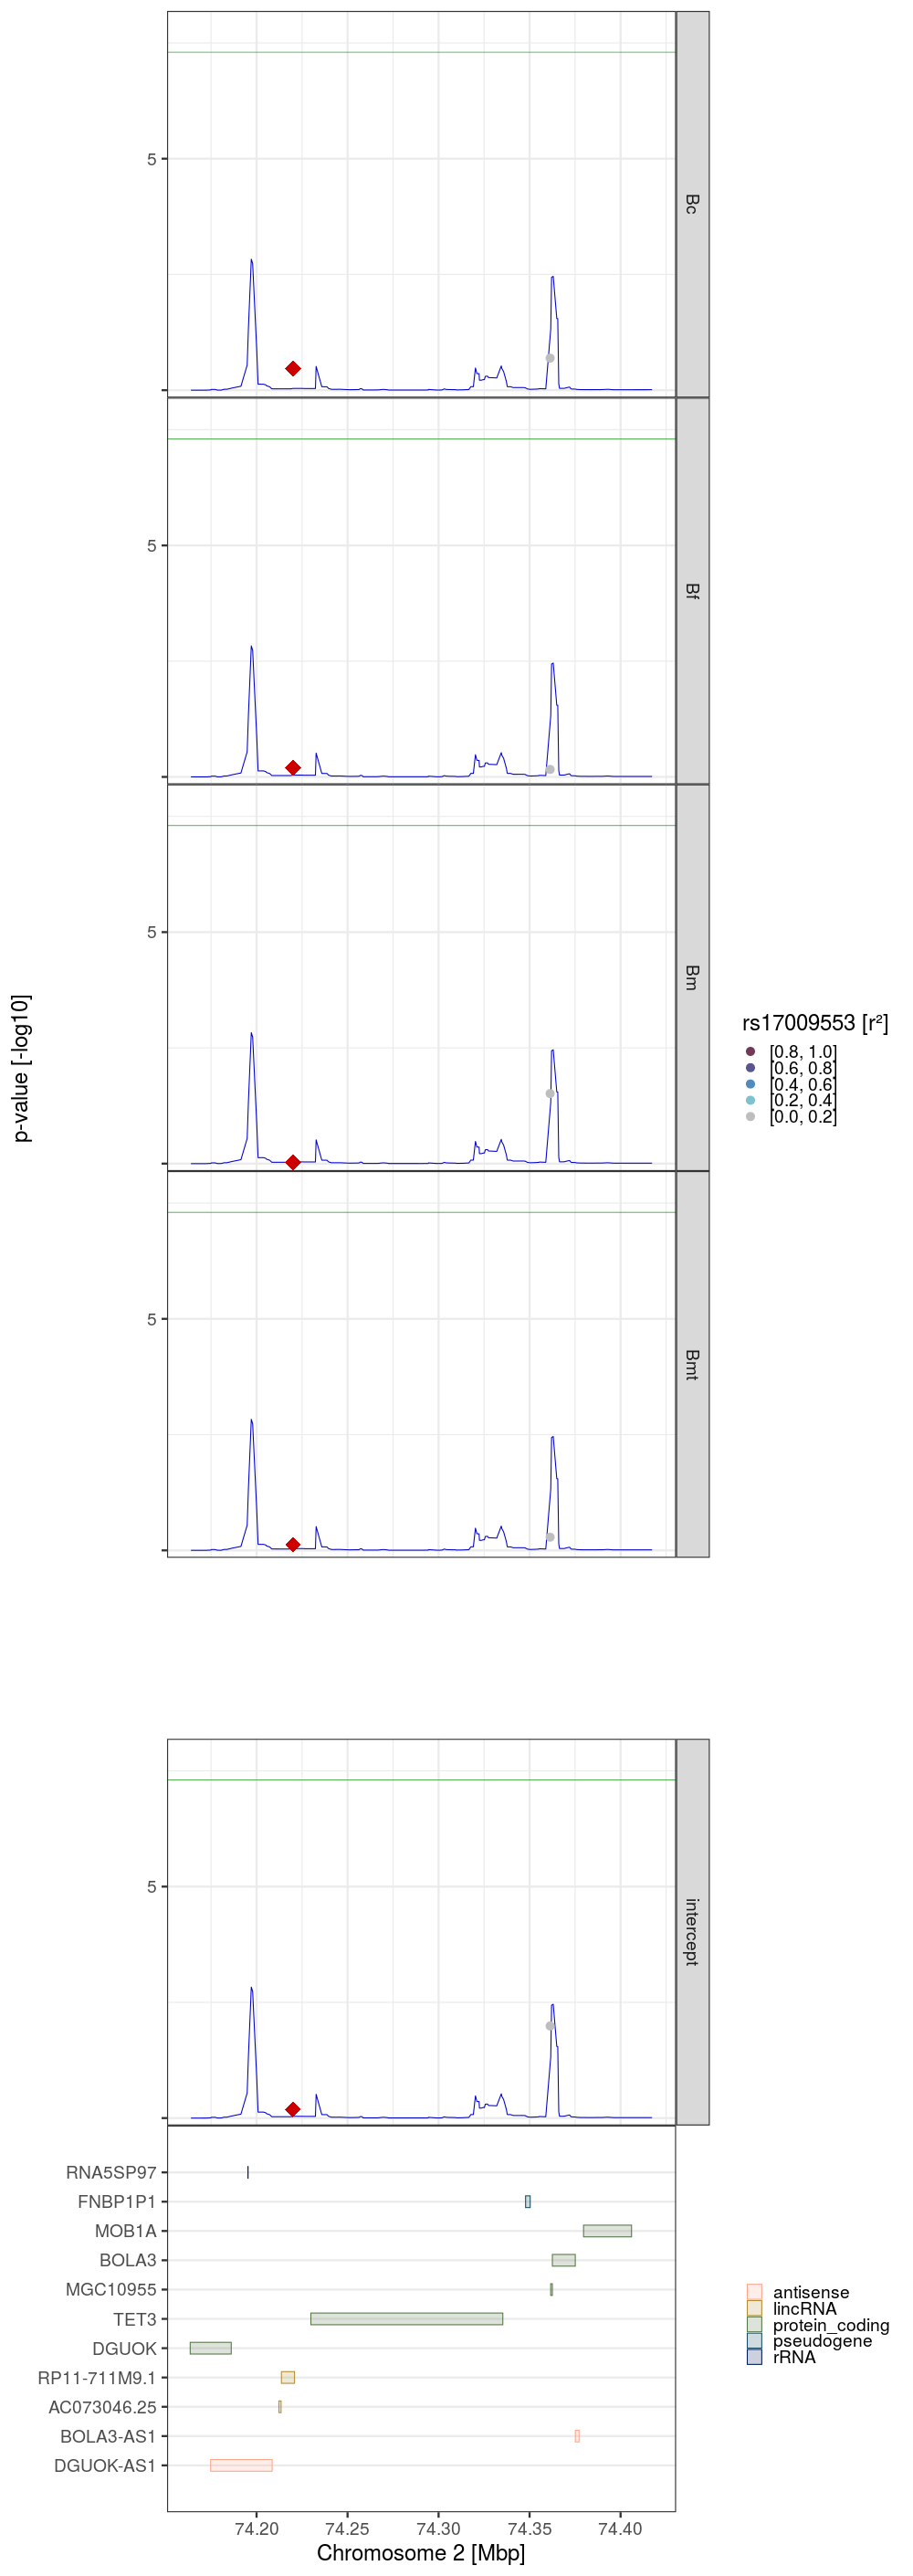 5
Bc
5
Bf
5
Bm
5
Bmt
p-value [-log10]
rs17009553 [r²]
[0.8, 1.0]
[0.6, 0.8]
[0.4, 0.6]
[0.2, 0.4]
[0.0, 0.2]
5
intercept
RNA5SP97
FNBP1P1
MOB1A
BOLA3
MGC10955
TET3
DGUOK
RP11-711M9.1
AC073046.25
BOLA3-AS1
DGUOK-AS1
antisense
lincRNA
protein_coding
pseudogene
rRNA
74.20 74.25 74.30 74.35 74.40
Chromosome 2 [Mbp]